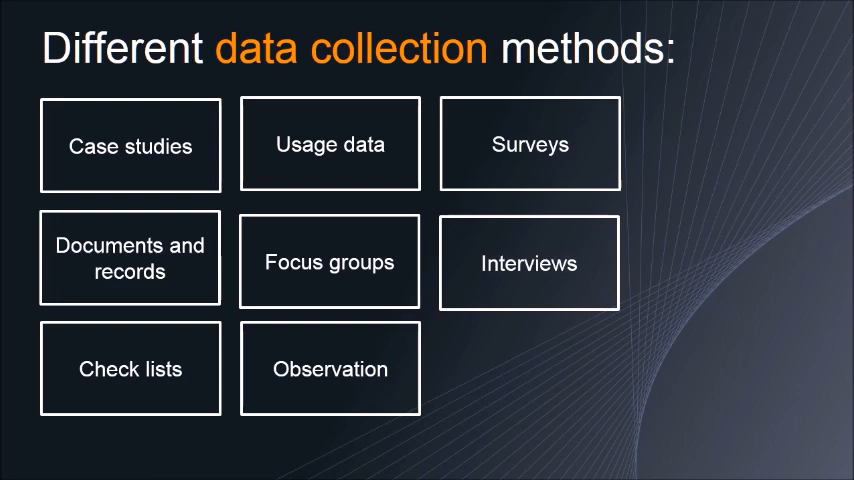 Different data collection methods:
Case studies
Usage data
Surveys
Documents and
records
Focus groups
Interviews
Check lists
Observation